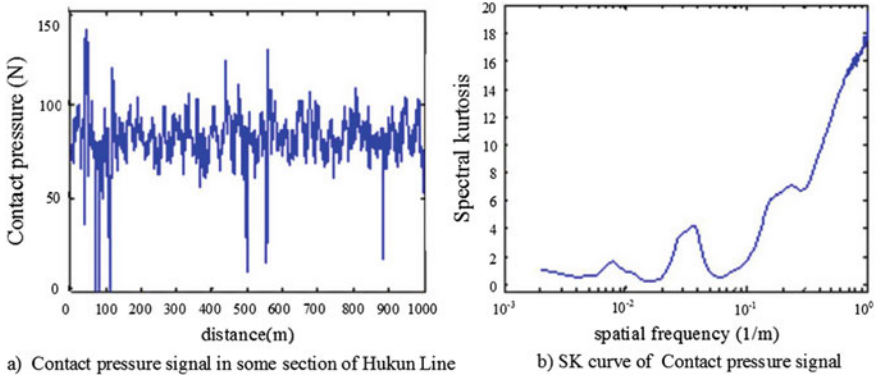 150
100
50
0
Contact pressure (N)
0 100 200 300 400 500 600 700 800 900 1000
distance(m)
a) Contact pressure signal in some section of Hukun Line
20
18
16
14
12
10
8
6
4
2
0
Spectral kurtosis
10-3 10-2 10-1 100
spatial frequency (1/m)
b) SK curve of Contact pressure signal